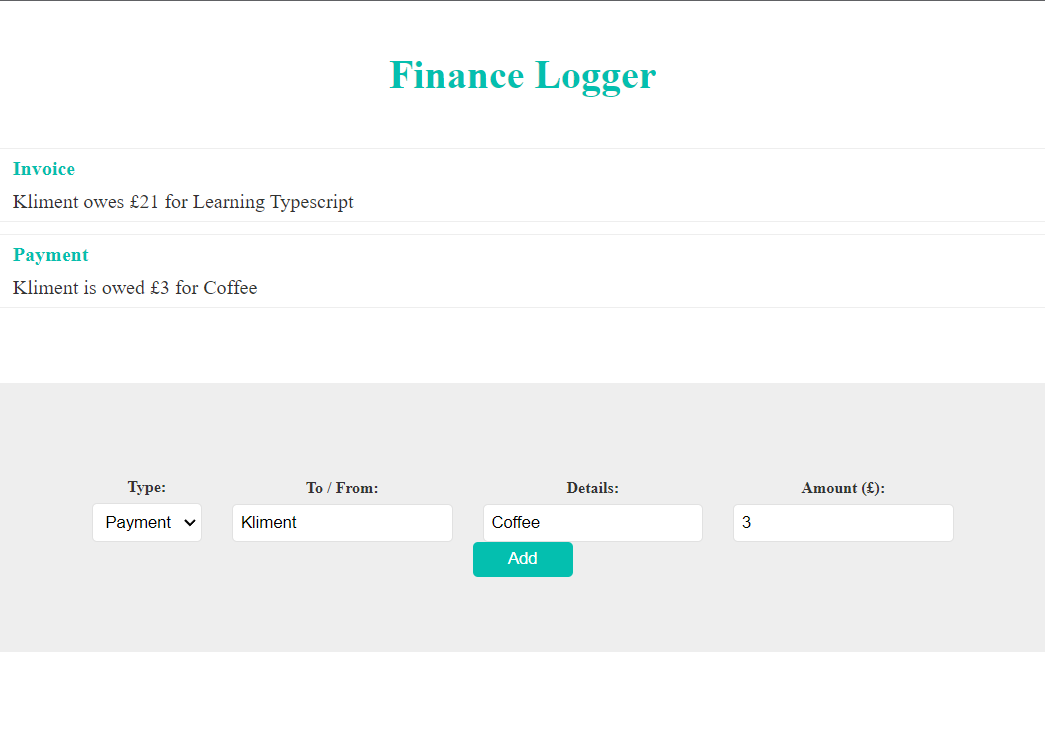 Finance Logger
Invoice
Kliment owes £21 for Learning Typescript
Payment
Kliment is owed £3 for Coffee
Type: To / From: Details: Amount (£):
Payment Kliment Coffee 3
Add